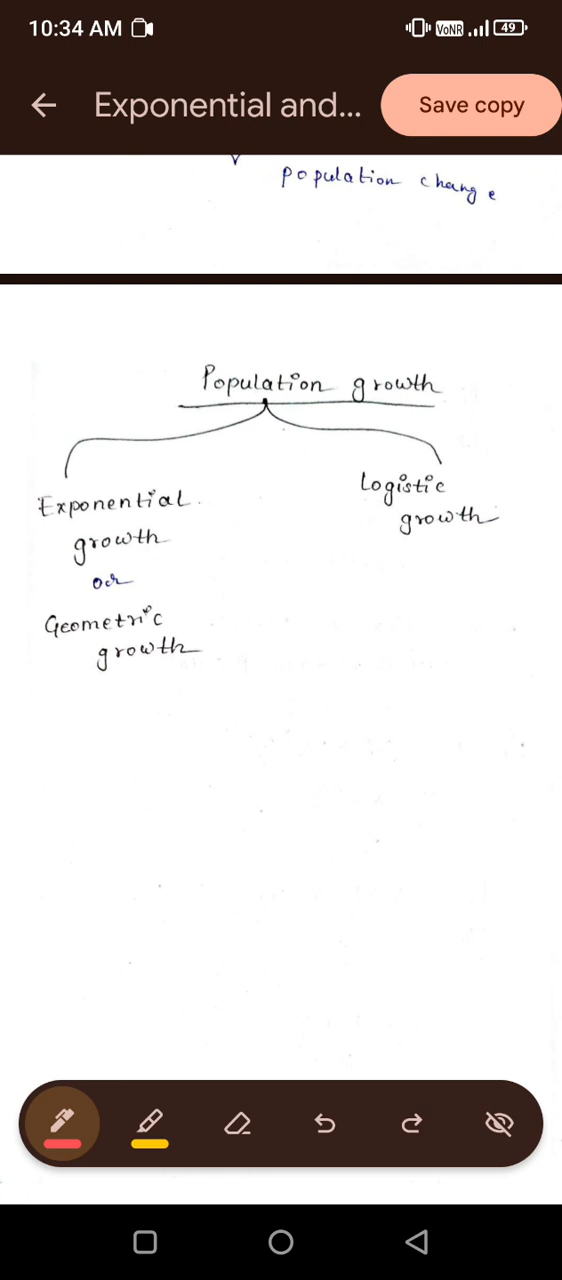 10:34 AM
VoNR
49
Exponential and...
Save copy
Population change
Population growth
Exponential
growth
or
Geometric
growth
Logistic
growth